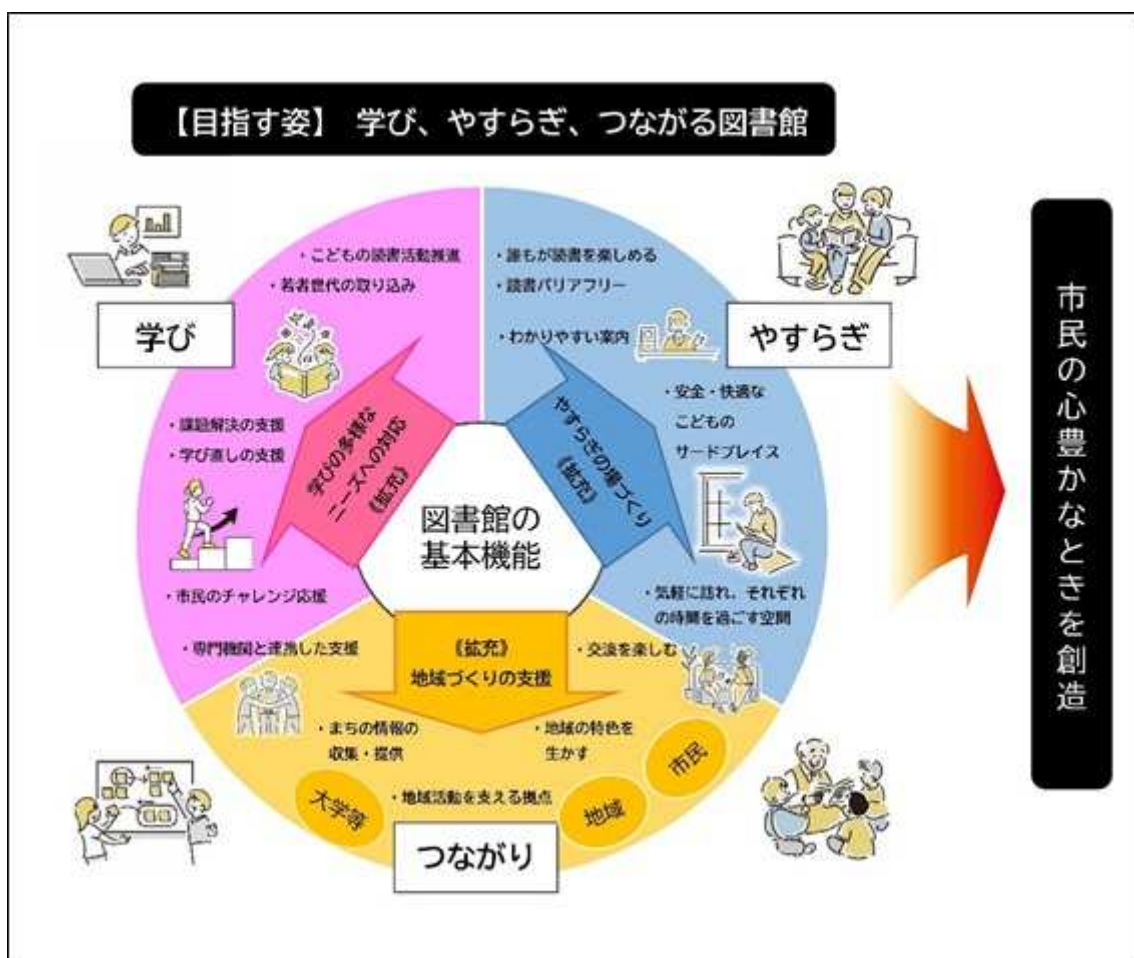 【目指す姿】 学び、やすらぎ、つながる図書館
学び
・こどもの読書活動推進
・若者世代の取り込み
・課題解決の支援
・学び直しの支援
・市民のチャレンジ応援
・専門機関と連携した支援
学びの多様な
ニーズへの対応
《拡充》
やすらぎ
・誰もが読書を楽しめる
・読書バリアフリー
・わかりやすい案内
・安全・快適な
こどもの
サードプレイス
・気軽に訪れ、それぞれ
の時間を過ごす空間
やすらぎの場づくり
《拡充》
図書館の
基本機能
《拡充》
地域づくりの支援
・交流を楽しむ
・まちの情報の
収集・提供
・地域の特色を
生かす
・地域活動を支える拠点
大学等
地域
市民
つながり
市民の心豊かなときを創造